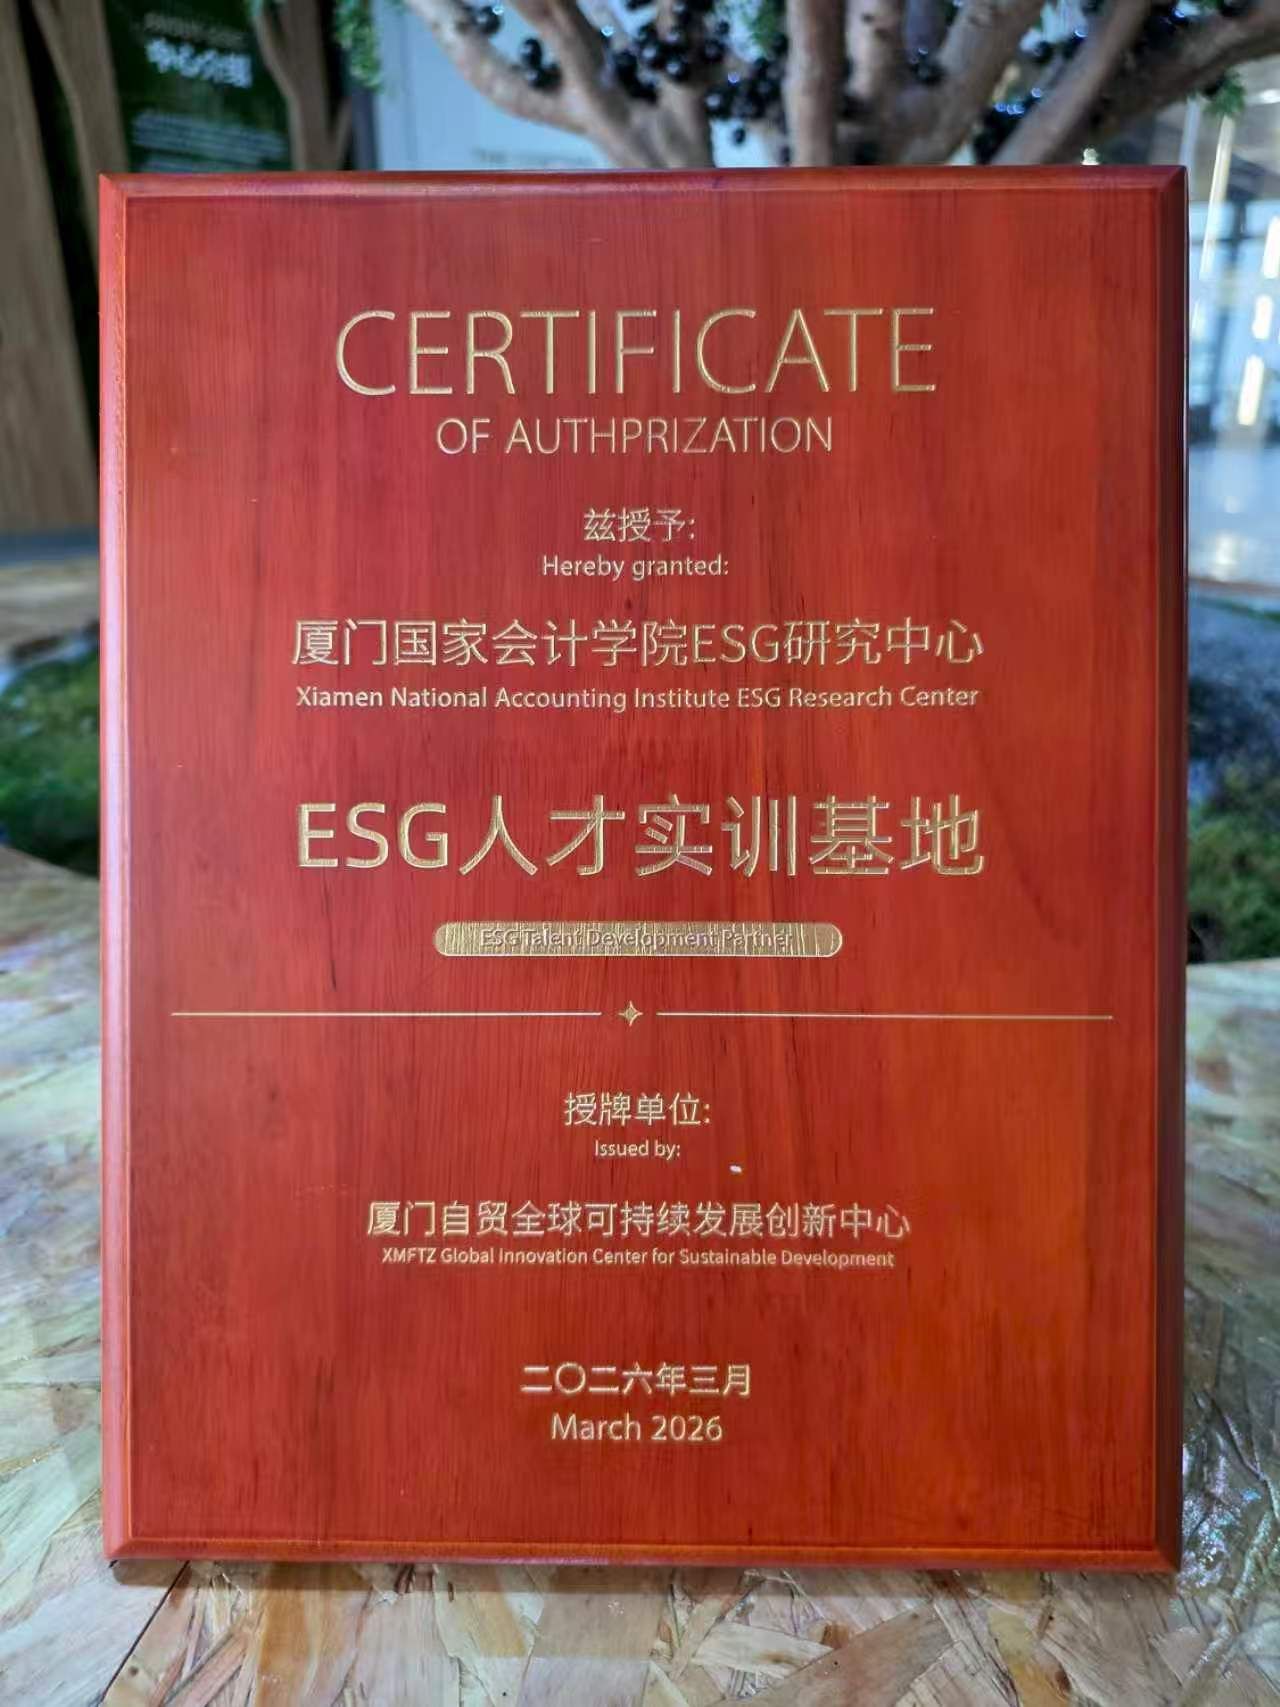 中心介绍
CERTIFICATE
OF AUTHPRIZATION
兹授予:
Hereby granted:
厦门国家会计学院ESG研究中心
Xiamen National Accounting Institute ESG Research Center
ESG人才实训基地
ESG Talent Development Partner
授牌单位:
Issued by:
厦门自贸全球可持续发展创新中心
XMFTZ Global Innovation Center for Sustainable Development
二〇二六年三月
March 2026